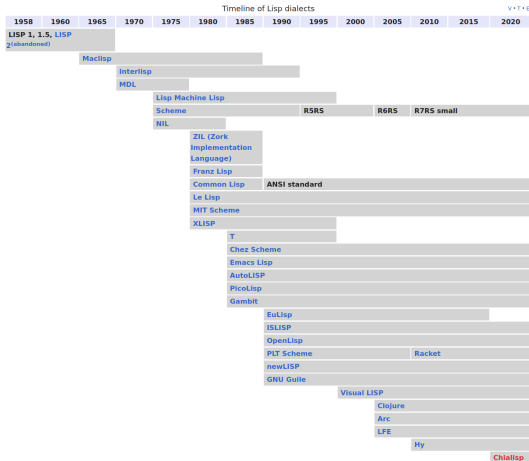 Timeline of Lisp dialects
V • T • E
1958 1960 1965 1970 1975 1980 1985 1990 1995 2000 2005 2010 2015 2020
LISP 1, 1.5, LISP
2(abandoned)
Maclisp
Interlisp
MDL
Lisp Machine Lisp
Scheme R5RS R6RS R7RS small
NIL
ZIL (Zork
Implementation
Language)
Franz Lisp
Common Lisp ANSI standard
Le Lisp
MIT Scheme
XLISP
T
Chez Scheme
Emacs Lisp
AutoLISP
PicoLisp
Gambit
EuLisp
ISLISP
OpenLisp
PLT Scheme Racket
newLISP
GNU Guile
Visual LISP
Clojure
Arc
LFE
Hy
Chialisp